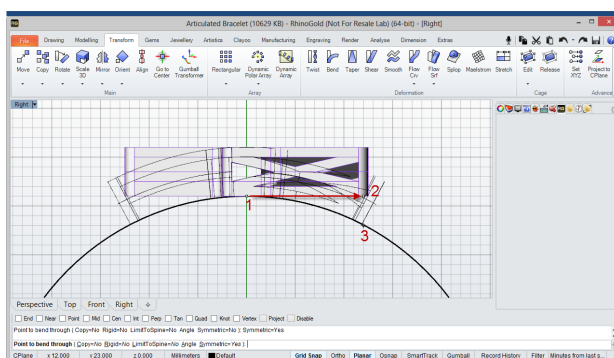 Articulated Bracelet (10629 KB) - RhinoGold (Not For Resale Lab) (64-bit) - [Right]
File Drawing Modelling Transform Gems Jewellery Artistics Clayoo Manufacturing Engraving Render Analyse Dimension Extras
Move Copy Rotate Scale 3D Mirror Orient Align Go to Center Gumball Transformer Rectangular Dynamic Polar Array Dynamic Array Twist Bend Taper Shear Smooth Flow Crv Flow Srf Splop Maelstrom Stretch Edit Release Set XYZ Project to CPlane
Main Array Deformation Cage Advance
Right
1
2
3
Perspective Top Front Right
End Near Point Mid Cen Int Perp Tan Quad Knot Vertex Project Disable
Point to bend through ( Copy=No Rigid=No LimitToSpine=No Angle Symmetric=No ): Symmetric=Yes
Point to bend through ( Copy=No Rigid=No LimitToSpine=No Angle Symmetric=Yes ):
CPlane x 12.000 y 23.000 z 0.000 Millimeters Default Grid Snap Ortho Planar Osnap SmartTrack Gumball Record History Filter Minutes from last s...